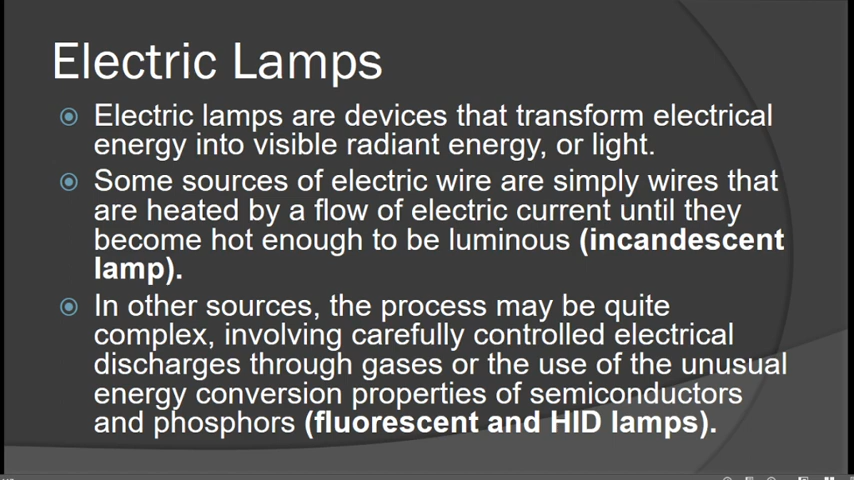 Electric Lamps
Electric lamps are devices that transform electrical
energy into visible radiant energy, or light.
Some sources of electric wire are simply wires that
are heated by a flow of electric current until they
become hot enough to be luminous (incandescent
lamp).
In other sources, the process may be quite
complex, involving carefully controlled electrical
discharges through gases or the use of the unusual
energy conversion properties of semiconductors
and phosphors (fluorescent and HID lamps).